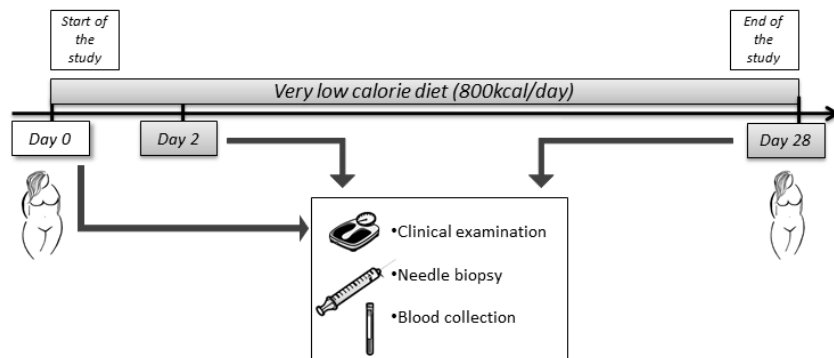 Start of
the
study
End of
the
study
Very low calorie diet (800kcal/day)
Day 0
Day 2
Day 28
•Clinical examination
•Needle biopsy
•Blood collection